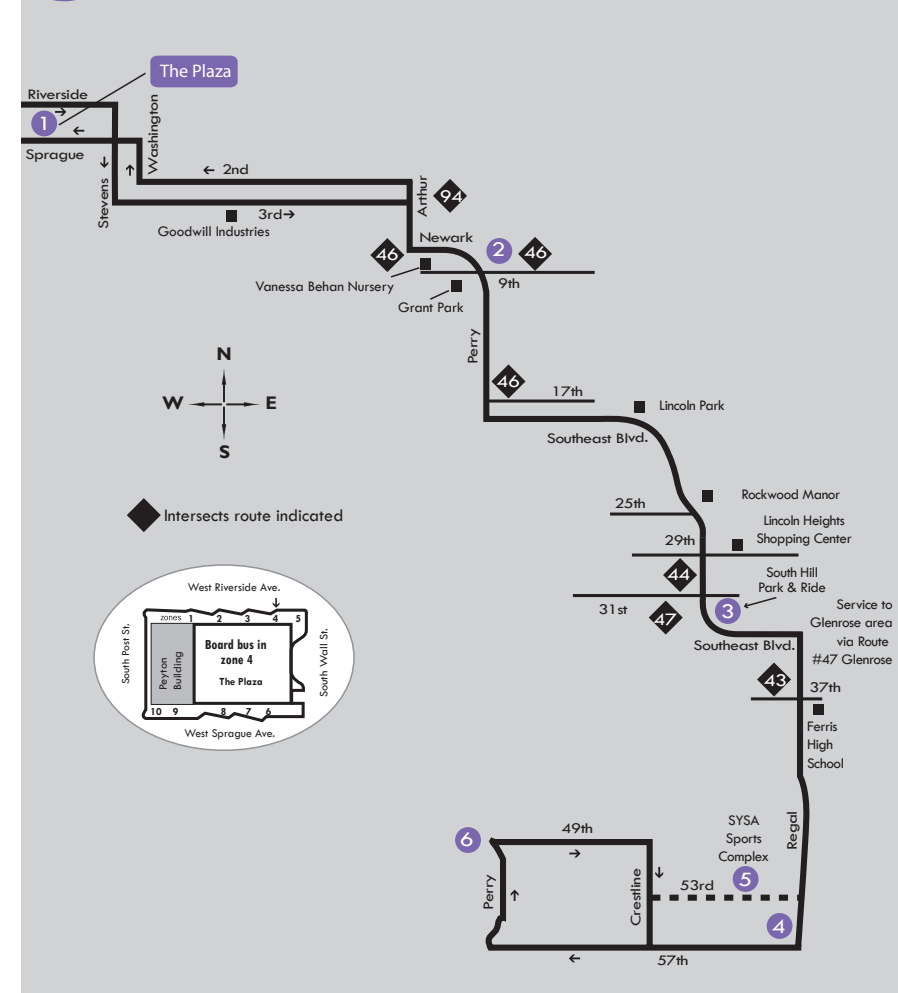 The Plaza
Riverside
1
Sprague
Washington
Stevens
2nd
3rd
Goodwill Industries
Arthur
94
Newark
46
2
46
Vanessa Behan Nursery
9th
Grant Park
Perry
46
17th
Lincoln Park
Southeast Blvd.
N
W
E
S
Rockwood Manor
25th
Intersects route indicated
Lincoln Heights
Shopping Center
29th
44
South Hill
Park & Ride
31st
47
3
Service to
Glenrose area
via Route
#47 Glenrose
Southeast Blvd.
43
37th
Ferris
High
School
West Riverside Ave.
zones 1 2 3 4 5
South Post St.
Peyton
Building
Board bus in
zone 4
The Plaza
South Wall St.
10 9 8 7 6
West Sprague Ave.
Regal
SYSA
Sports
Complex
6
49th
5
53rd
Perry
Crestline
4
57th